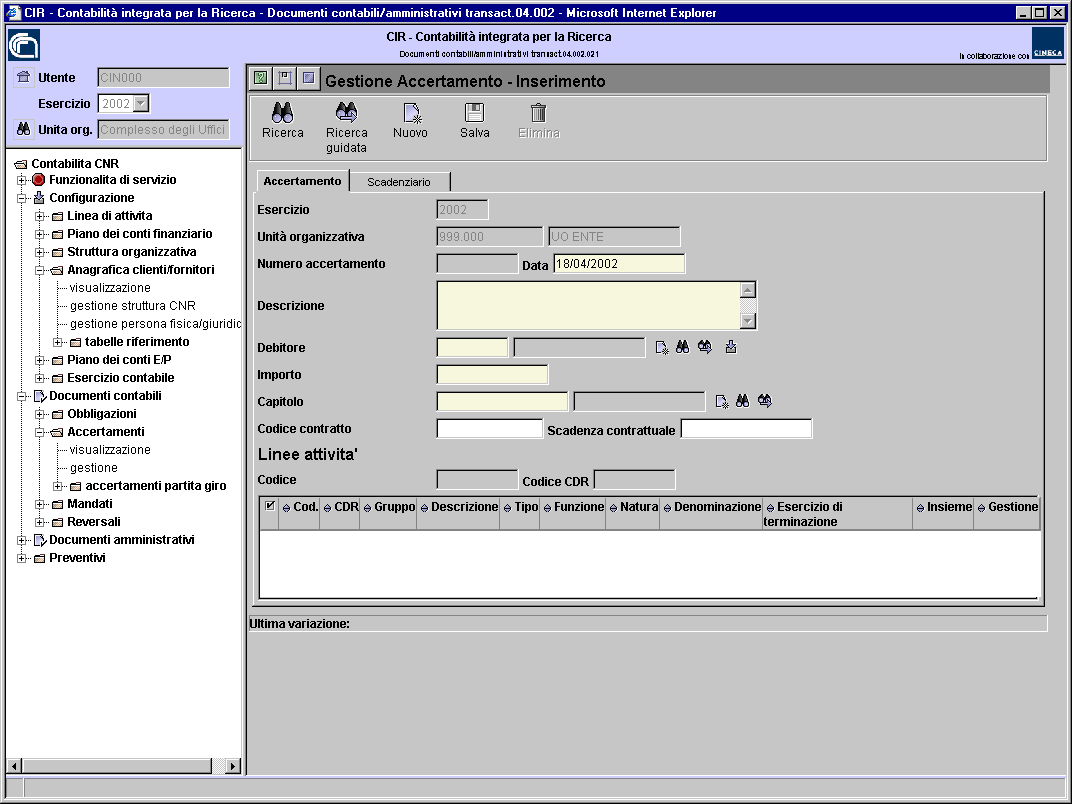 CIR - Contabilità integrata per la Ricerca - Documenti contabili/amministrativi transact.04.002 - Microsoft Internet Explorer
CIR - Contabilità integrata per la Ricerca
Documenti contabili/amministrativi transact.04.002.021
in collaborazione con CINECA
Utente CIN000
Esercizio 2002
Unita org. Complesso degli Uffici
Contabilita CNR
Funzionalita di servizio
Configurazione
Linea di attivita
Piano dei conti finanziario
Struttura organizzativa
Anagrafica clienti/fornitori
visualizzazione
gestione struttura CNR
gestione persona fisica/giuridic
tabelle riferimento
Piano dei conti E/P
Esercizio contabile
Documenti contabili
Obbligazioni
Accertamenti
visualizzazione
gestione
accertamenti partita giro
Mandati
Reversali
Documenti amministrativi
Preventivi
Gestione Accertamento - Inserimento
Ricerca
Ricerca guidata
Nuovo
Salva
Elimina
Accertamento Scadenziario
Esercizio 2002
Unità organizzativa 999.000 UO ENTE
Numero accertamento Data 18/04/2002
Descrizione
Debitore
Importo
Capitolo
Codice contratto Scadenza contrattuale
Linee attivita'
Codice Codice CDR
Cod. CDR Gruppo Descrizione Tipo Funzione Natura Denominazione Esercizio di terminazione Insieme Gestione
Ultima variazione: